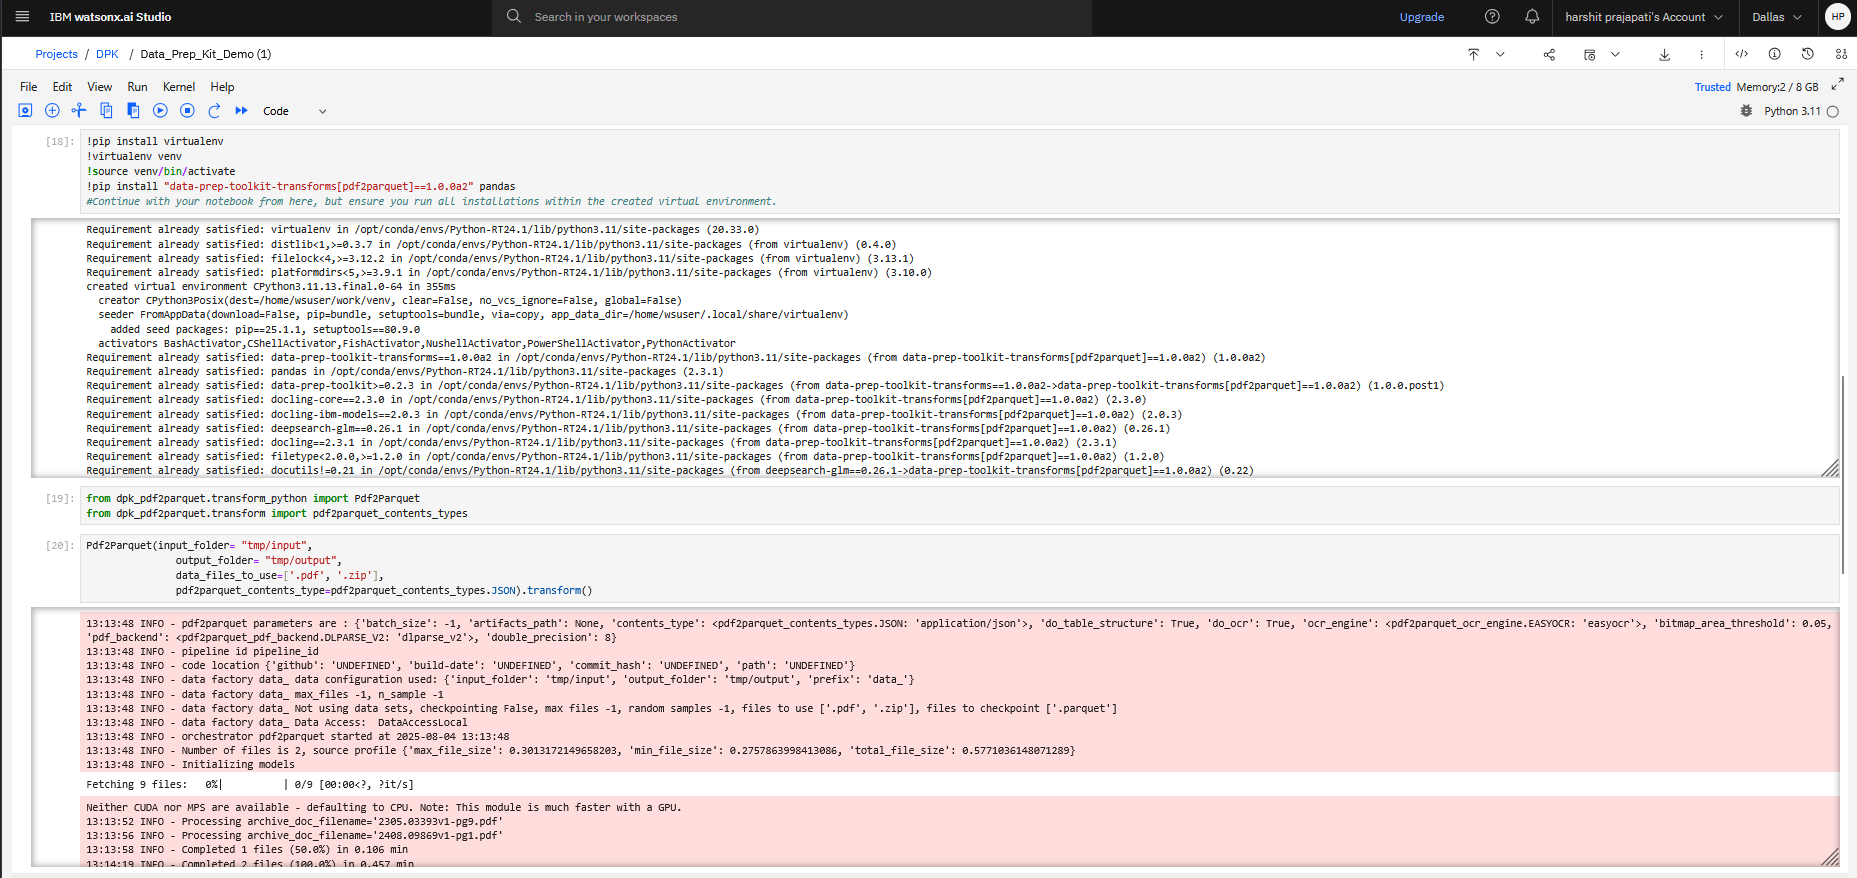 IBM watsonx.ai Studio
Search in your workspaces
Upgrade
harshit prajapati's Account
Dallas
HP
Projects / DPK / Data_Prep_Kit_Demo (1)
File Edit View Run Kernel Help
Trusted Memory:2 / 8 GB
Code
Python 3.11
[18]:
!pip install virtualenv
!virtualenv venv
!source venv/bin/activate
!pip install "data-prep-toolkit-transforms[pdf2parquet]==1.0.0a2" pandas
#Continue with your notebook from here, but ensure you run all installations within the created virtual environment.
Requirement already satisfied: virtualenv in /opt/conda/envs/Python-RT24.1/lib/python3.11/site-packages (20.33.0)
Requirement already satisfied: distlib<1,>=0.3.7 in /opt/conda/envs/Python-RT24.1/lib/python3.11/site-packages (from virtualenv) (0.4.0)
Requirement already satisfied: filelock<4,>=3.12.2 in /opt/conda/envs/Python-RT24.1/lib/python3.11/site-packages (from virtualenv) (3.13.1)
Requirement already satisfied: platformdirs<5,>=3.9.1 in /opt/conda/envs/Python-RT24.1/lib/python3.11/site-packages (from virtualenv) (3.10.0)
created virtual environment CPython3.11.13.final.0-64 in 355ms
creator CPython3Posix(dest=/home/wsuser/work/venv, clear=False, no_vcs_ignore=False, global=False)
seeder FromAppData(download=False, pip=bundle, setuptools=bundle, via=copy, app_data_dir=/home/wsuser/.local/share/virtualenv)
added seed packages: pip==25.1.1, setuptools==80.9.0
activators BashActivator,CShellActivator,FishActivator,NushellActivator,PowerShellActivator,PythonActivator
Requirement already satisfied: data-prep-toolkit-transforms==1.0.0a2 in /opt/conda/envs/Python-RT24.1/lib/python3.11/site-packages (from data-prep-toolkit-transforms[pdf2parquet]==1.0.0a2) (1.0.0a2)
Requirement already satisfied: pandas in /opt/conda/envs/Python-RT24.1/lib/python3.11/site-packages (2.3.1)
Requirement already satisfied: data-prep-toolkit>=0.2.3 in /opt/conda/envs/Python-RT24.1/lib/python3.11/site-packages (from data-prep-toolkit-transforms==1.0.0a2->data-prep-toolkit-transforms[pdf2parquet]==1.0.0a2) (1.0.0.post1)
Requirement already satisfied: docling-core==2.3.0 in /opt/conda/envs/Python-RT24.1/lib/python3.11/site-packages (from data-prep-toolkit-transforms[pdf2parquet]==1.0.0a2) (2.3.0)
Requirement already satisfied: docling-ibm-models==2.0.3 in /opt/conda/envs/Python-RT24.1/lib/python3.11/site-packages (from data-prep-toolkit-transforms[pdf2parquet]==1.0.0a2) (2.0.3)
Requirement already satisfied: deepsearch-glm==0.26.1 in /opt/conda/envs/Python-RT24.1/lib/python3.11/site-packages (from data-prep-toolkit-transforms[pdf2parquet]==1.0.0a2) (0.26.1)
Requirement already satisfied: docling==2.3.1 in /opt/conda/envs/Python-RT24.1/lib/python3.11/site-packages (from data-prep-toolkit-transforms[pdf2parquet]==1.0.0a2) (2.3.1)
Requirement already satisfied: filetype<2.0.0,>=1.2.0 in /opt/conda/envs/Python-RT24.1/lib/python3.11/site-packages (from data-prep-toolkit-transforms[pdf2parquet]==1.0.0a2) (1.2.0)
Requirement already satisfied: docutils!=0.21 in /opt/conda/envs/Python-RT24.1/lib/python3.11/site-packages (from deepsearch-glm==0.26.1->data-prep-toolkit-transforms[pdf2parquet]==1.0.0a2) (0.22)
[19]:
from dpk_pdf2parquet.transform_python import Pdf2Parquet
from dpk_pdf2parquet.transform import pdf2parquet_contents_types
[20]:
Pdf2Parquet(input_folder= "tmp/input",
output_folder= "tmp/output",
data_files_to_use=['.pdf', '.zip'],
pdf2parquet_contents_type=pdf2parquet_contents_types.JSON).transform()
13:13:48 INFO - pdf2parquet parameters are : {'batch_size': -1, 'artifacts_path': None, 'contents_type': <pdf2parquet_contents_types.JSON: 'application/json'>, 'do_table_structure': True, 'do_ocr': True, 'ocr_engine': <pdf2parquet_ocr_engine.EASYOCR: 'easyocr'>, 'bitmap_area_threshold': 0.05,
'pdf_backend': <pdf2parquet_pdf_backend.DLPARSE_V2: 'dlparse_v2'>, 'double_precision': 8}
13:13:48 INFO - pipeline id pipeline_id
13:13:48 INFO - code location {'github': 'UNDEFINED', 'build-date': 'UNDEFINED', 'commit_hash': 'UNDEFINED', 'path': 'UNDEFINED'}
13:13:48 INFO - data factory data_ data configuration used: {'input_folder': 'tmp/input', 'output_folder': 'tmp/output', 'prefix': 'data_'}
13:13:48 INFO - data factory data_ max_files -1, n_sample -1
13:13:48 INFO - data factory data_ Not using data sets, checkpointing False, max files -1, random samples -1, files to use ['.pdf', '.zip'], files to checkpoint ['.parquet']
13:13:48 INFO - data factory data_ Data Access:  DataAccessLocal
13:13:48 INFO - orchestrator pdf2parquet started at 2025-08-04 13:13:48
13:13:48 INFO - Number of files is 2, source profile {'max_file_size': 0.3013172149658203, 'min_file_size': 0.2757863998413086, 'total_file_size': 0.5771036148071289}
13:13:48 INFO - Initializing models
Fetching 9 files:   0%|          | 0/9 [00:00<?, ?it/s]
Neither CUDA nor MPS are available - defaulting to CPU. Note: This module is much faster with a GPU.
13:13:52 INFO - Processing archive_doc_filename='2305.03393v1-pg9.pdf'
13:13:56 INFO - Processing archive_doc_filename='2408.09869v1-pg1.pdf'
13:13:58 INFO - Completed 1 files (50.0%) in 0.106 min
13:14:19 INFO - Completed 2 files (100.0%) in 0.457 min